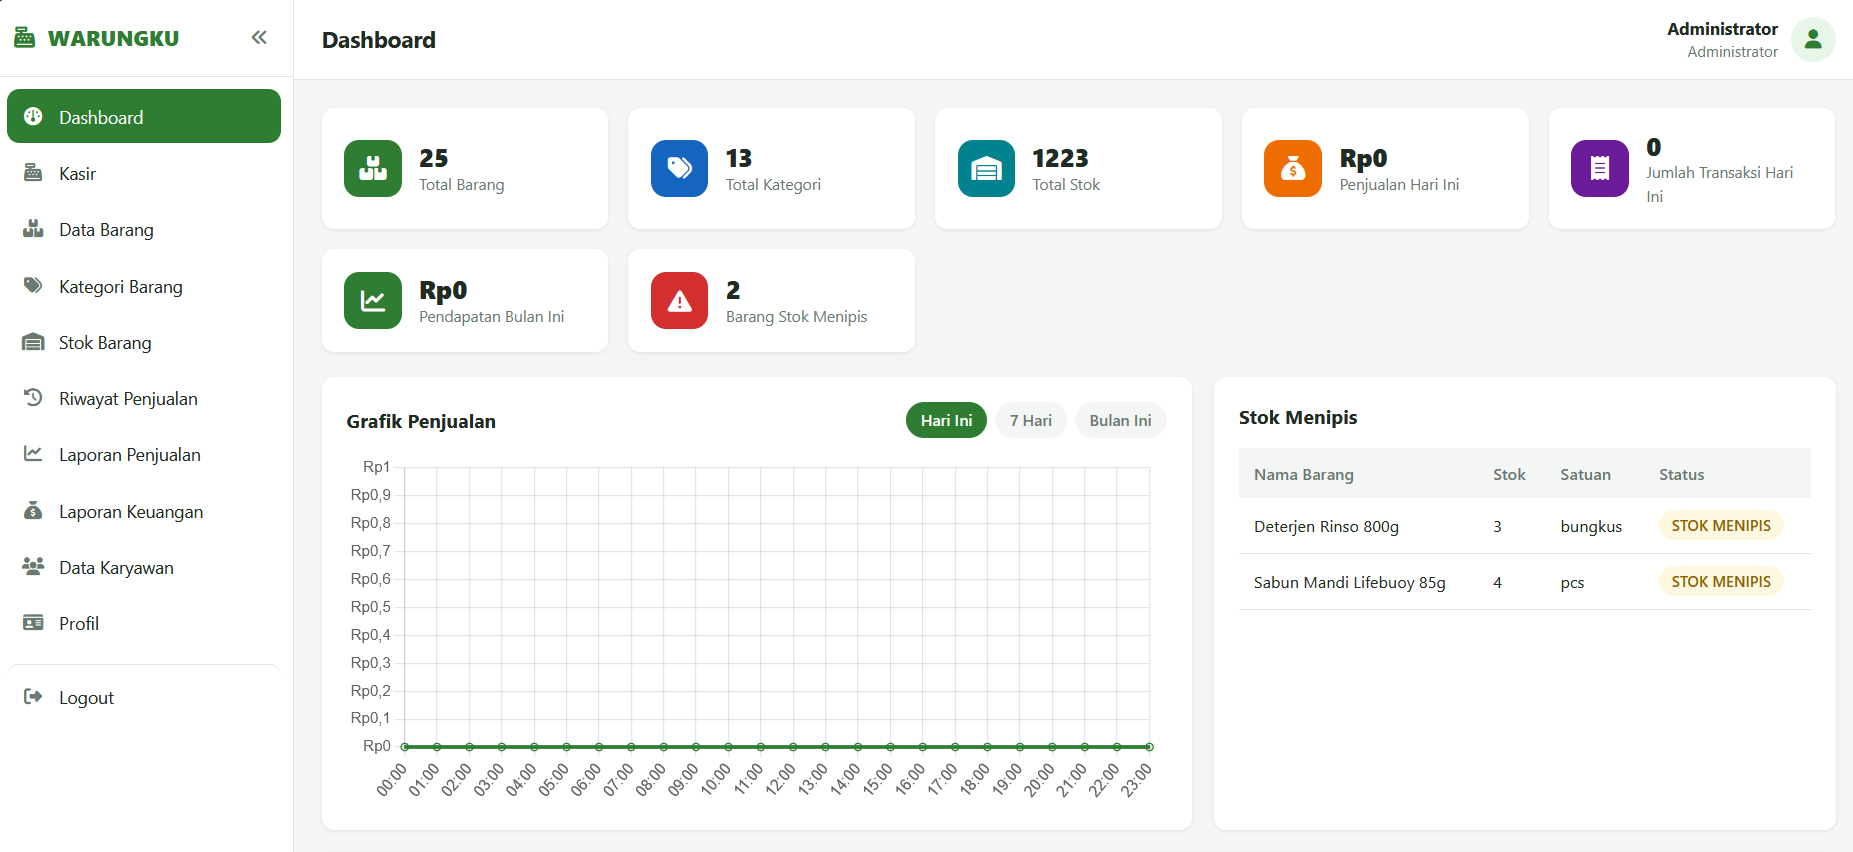 WARUNGKU
Dashboard
Kasir
Data Barang
Kategori Barang
Stok Barang
Riwayat Penjualan
Laporan Penjualan
Laporan Keuangan
Data Karyawan
Profil
Logout
Dashboard
Administrator
Administrator
25
Total Barang
13
Total Kategori
1223
Total Stok
Rp0
Penjualan Hari Ini
0
Jumlah Transaksi Hari
Ini
Rp0
Pendapatan Bulan Ini
2
Barang Stok Menipis
Grafik Penjualan
Hari Ini
7 Hari
Bulan Ini
Rp1
Rp0,9
Rp0,8
Rp0,7
Rp0,6
Rp0,5
Rp0,4
Rp0,3
Rp0,2
Rp0,1
Rp0
00:00 01:00 02:00 03:00 04:00 05:00 06:00 07:00 08:00 09:00 10:00 11:00 12:00 13:00 14:00 15:00 16:00 17:00 18:00 19:00 20:00 21:00 22:00 23:00
Stok Menipis
Nama Barang Stok Satuan Status
Deterjen Rinso 800g 3 bungkus STOK MENIPIS
Sabun Mandi Lifebuoy 85g 4 pcs STOK MENIPIS